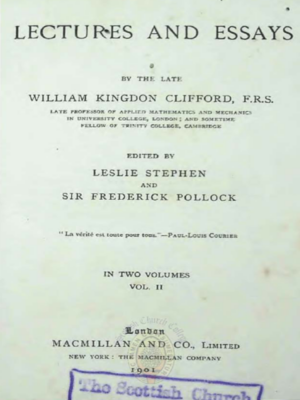 LECTURES AND ESSAYS
BY THE LATE
WILLIAM KINGDON CLIFFORD, F.R.S.
LATE PROFESSOR OF APPLIED MATHEMATICS AND MECHANICS
IN UNIVERSITY COLLEGE, LONDON; AND SOMETIME
FELLOW OF TRINITY COLLEGE, CAMBRIDGE
EDITED BY
LESLIE STEPHEN
AND
SIR FREDERICK POLLOCK
"La vérité est toute pour tous."—PAUL-LOUIS COURIER
IN TWO VOLUMES
VOL. II
London
MACMILLAN AND CO., LIMITED
NEW YORK: THE MACMILLAN COMPANY
1901
The Scottish Church